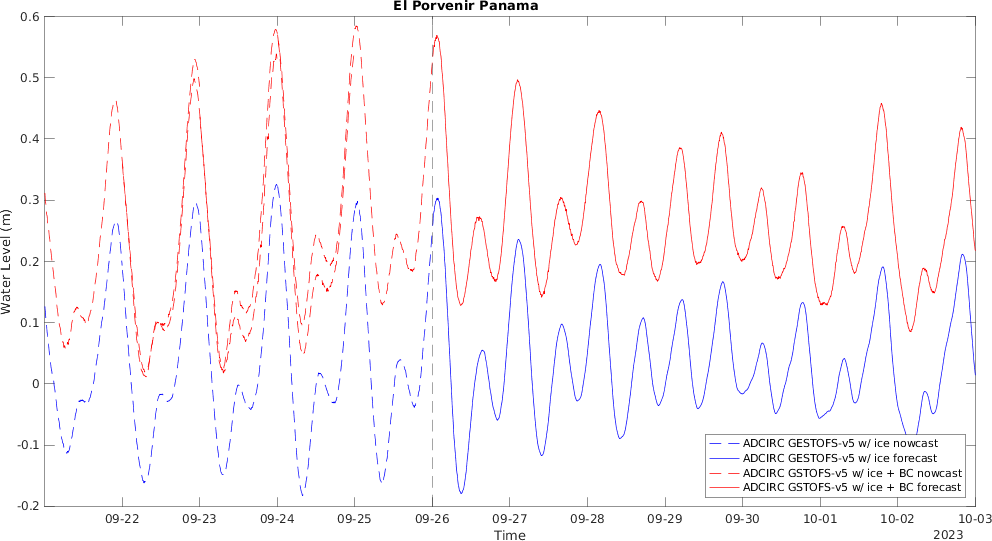 El Porvenir Panama
0.6
0.5
0.4
0.3
0.2
0.1
0
-0.1
-0.2
Water Level (m)
ADCIRC GESTOFS-v5 w/ ice nowcast
ADCIRC GESTOFS-v5 w/ ice forecast
ADCIRC GSTOFS-v5 w/ ice + BC nowcast
ADCIRC GSTOFS-v5 w/ ice + BC forecast
09-22 09-23 09-24 09-25 09-26 09-27 09-28 09-29 09-30 10-01 10-02 10-03
Time
2023